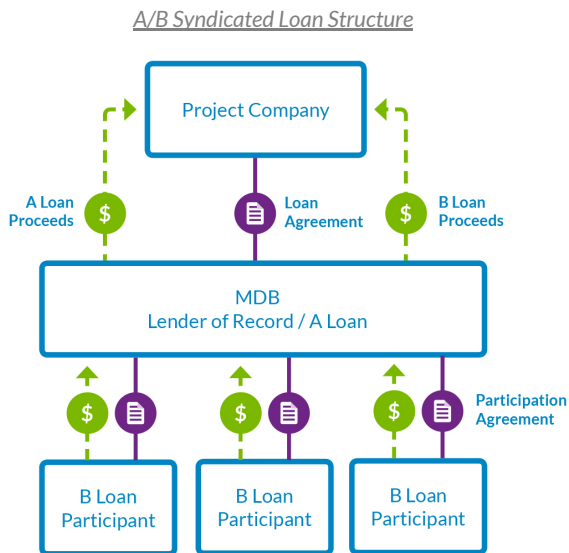 A/B Syndicated Loan Structure
Project Company
A Loan
Proceeds
$
Loan
Agreement
$
B Loan
Proceeds
MDB
Lender of Record / A Loan
$
$
$
Participation
Agreement
B Loan
Participant
B Loan
Participant
B Loan
Participant